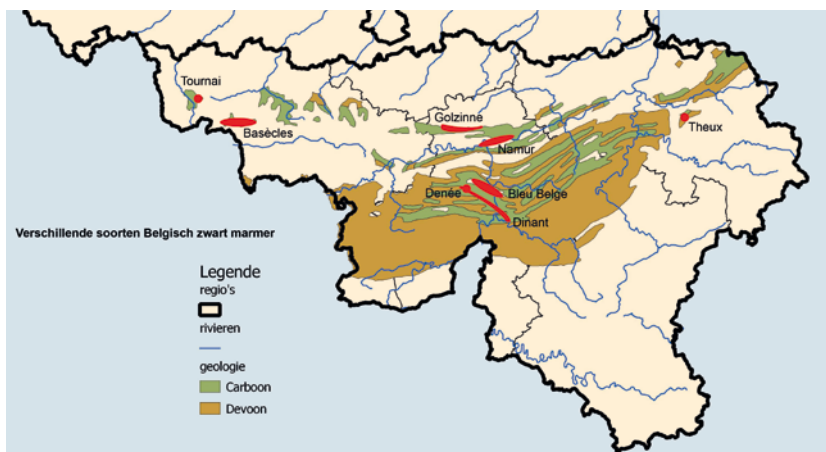 Tournai
Basècles
Golzinne
Namur
Theux
Denée
Bleu Belge
Dinant
Verschillende soorten Belgisch zwart marmer
Legende
regio's
rivieren
geologie
Carboon
Devoon